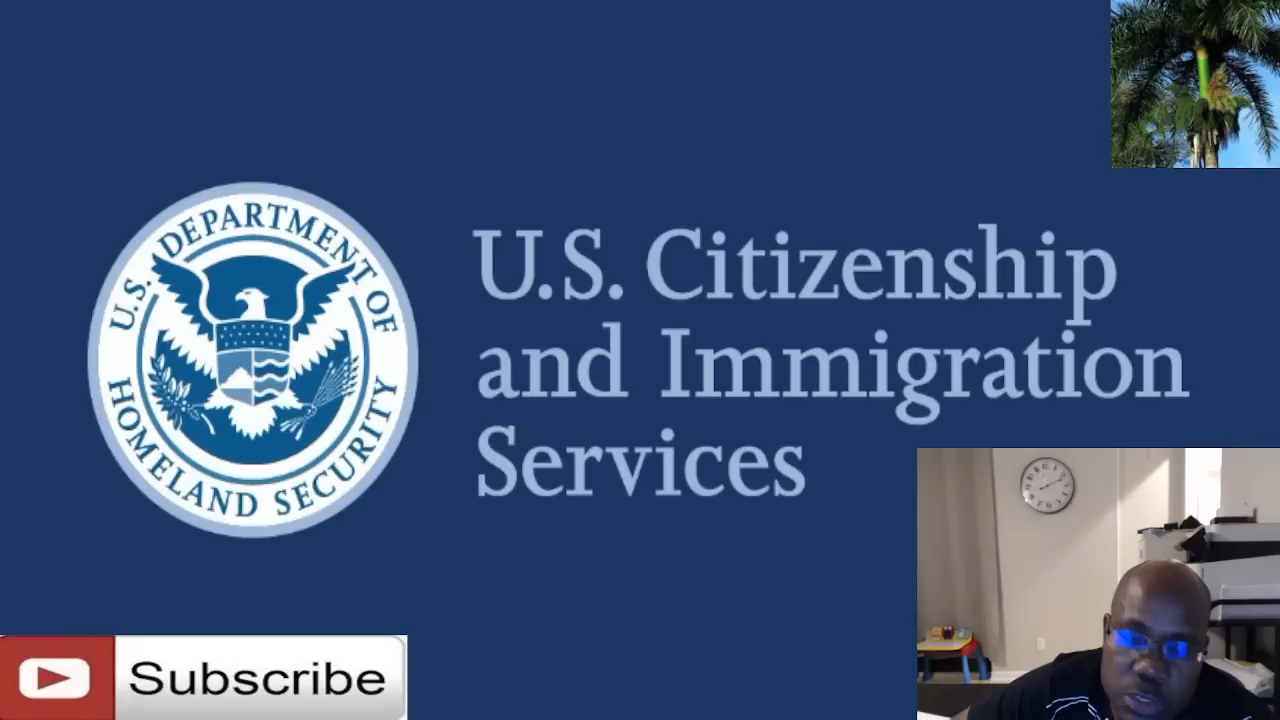 U.S. DEPARTMENT OF
HOMELAND SECURITY
U.S. Citizenship
and Immigration
Services
Subscribe